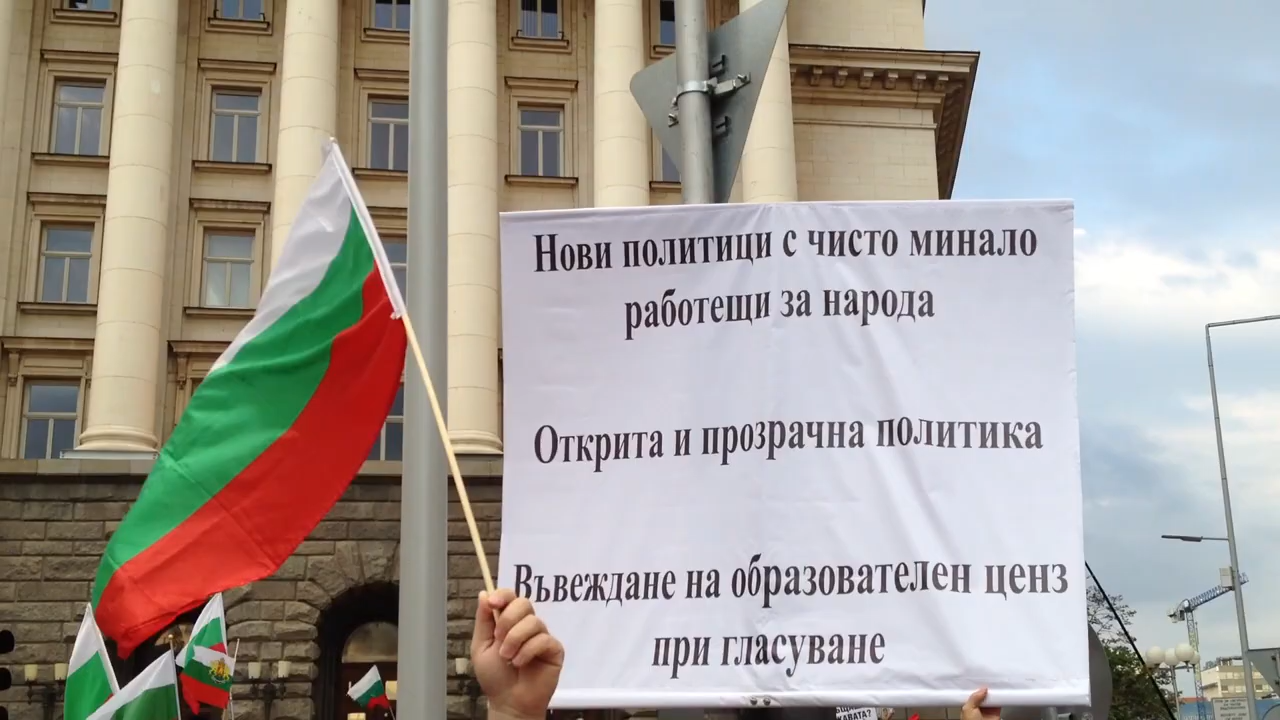 Нови политици с чисто минало
работещи за народа
Открита и прозрачна политика
Въвеждане на образователен ценз
при гласуване